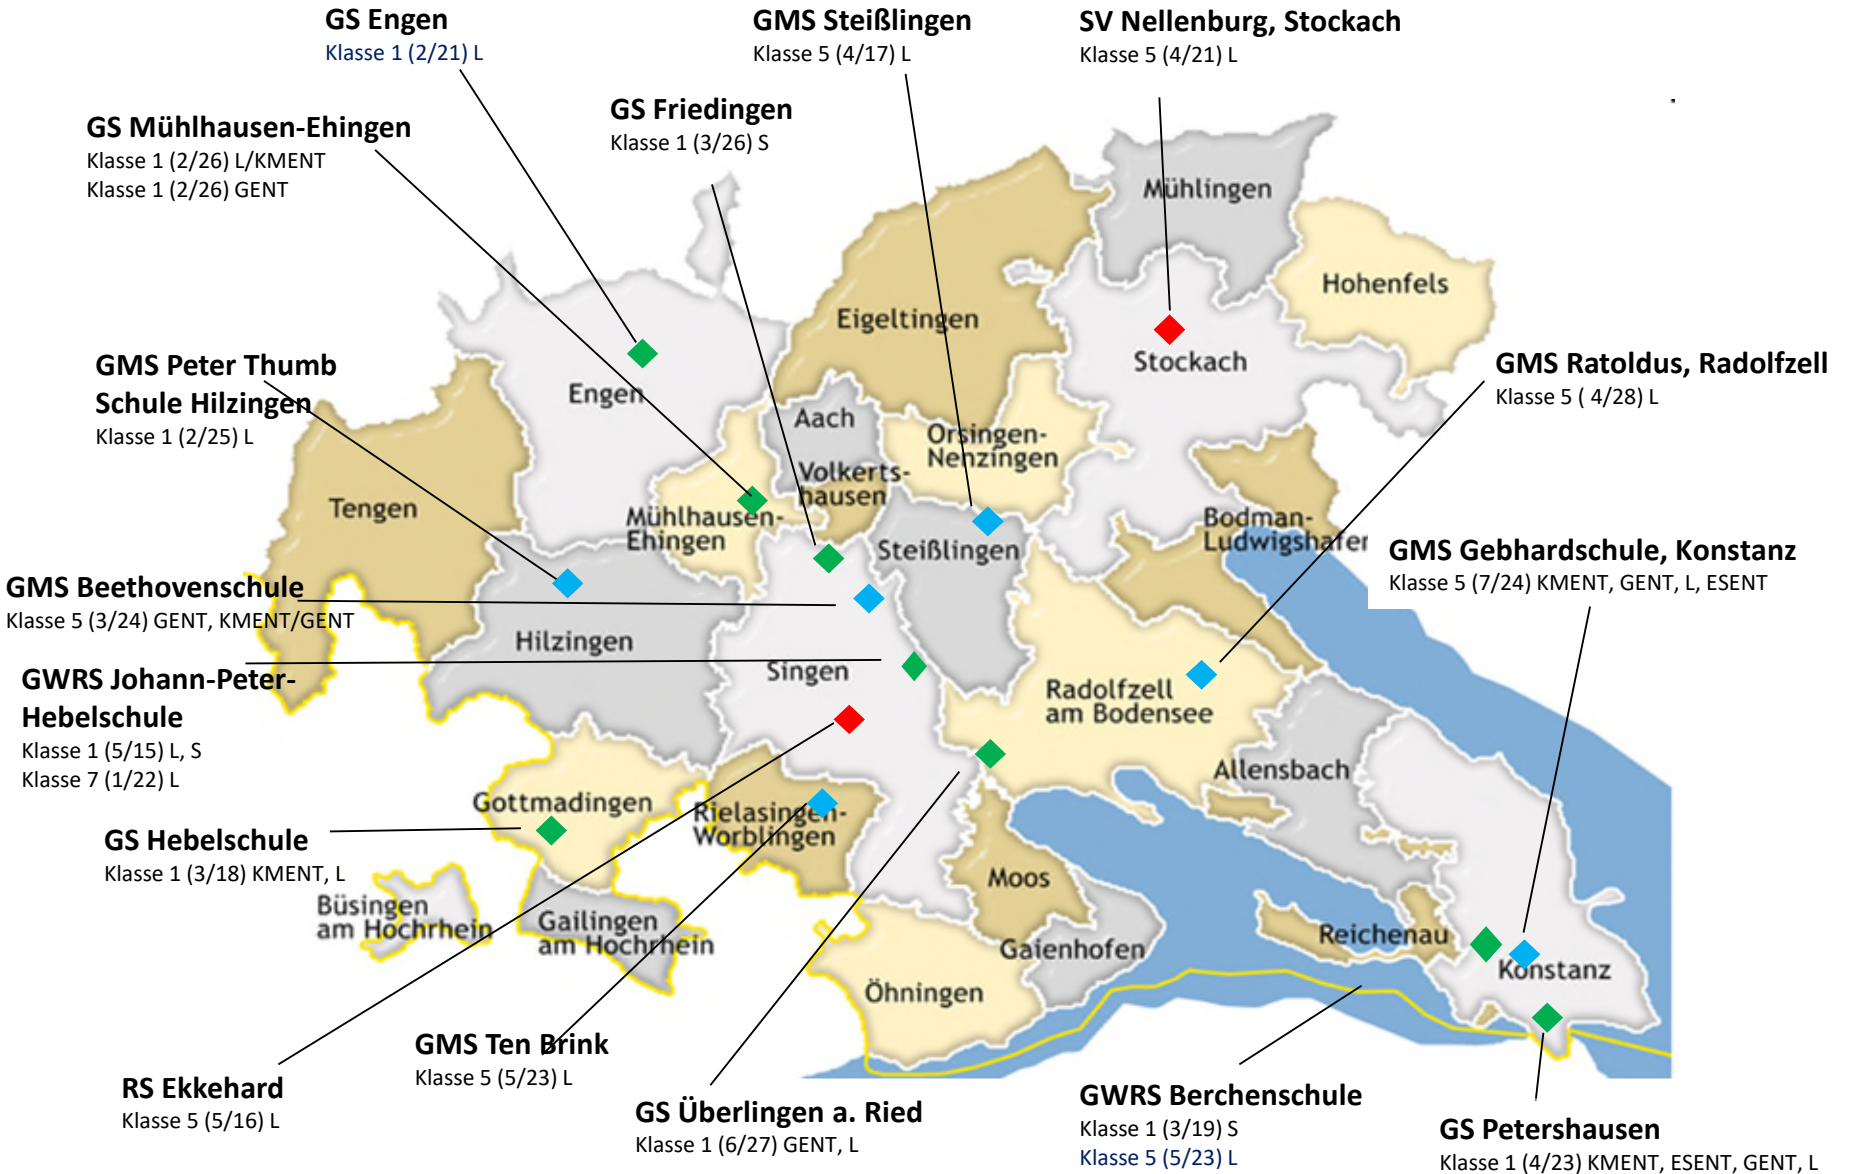 GS Engen
Klasse 1 (2/21) L
GMS Steißlingen
Klasse 5 (4/17) L
SV Nellenburg, Stockach
Klasse 5 (4/21) L
GS Friedingen
Klasse 1 (3/26) S
GS Mühlhausen-Ehingen
Klasse 1 (2/26) L/KMENT
Klasse 1 (2/26) GENT
Mühlingen
Hohenfels
Eigeltingen
Stockach
GMS Peter Thumb
Schule Hilzingen
Klasse 1 (2/25) L
GMS Ratoldus, Radolfzell
Klasse 5 ( 4/28) L
Engen
Aach
Orsingen-
Nenzingen
Volkerts-
hausen
Tengen
Mühlhausen-
Ehingen
Steißlingen
Bodman-
Ludwigshafen
GMS Gebhardschule, Konstanz
Klasse 5 (7/24) KMENT, GENT, L, ESENT
GMS Beethovenschule
Klasse 5 (3/24) GENT, KMENT/GENT
Hilzingen
Singen
GWRS Johann-Peter-
Hebelschule
Klasse 1 (5/15) L, S
Klasse 7 (1/22) L
Radolfzell
am Bodensee
Allensbach
Gottmadingen
Rielasingen-
Worblingen
GS Hebelschule
Klasse 1 (3/18) KMENT, L
Moos
Büsingen
am Hochrhein
Gailingen
am Hochrhein
Gaienhofen
Reichenau
Konstanz
Öhningen
GMS Ten Brink
Klasse 5 (5/23) L
RS Ekkehard
Klasse 5 (5/16) L
GS Überlingen a. Ried
Klasse 1 (6/27) GENT, L
GWRS Berchenschule
Klasse 1 (3/19) S
Klasse 5 (5/23) L
GS Petershausen
Klasse 1 (4/23) KMENT, ESENT, GENT, L